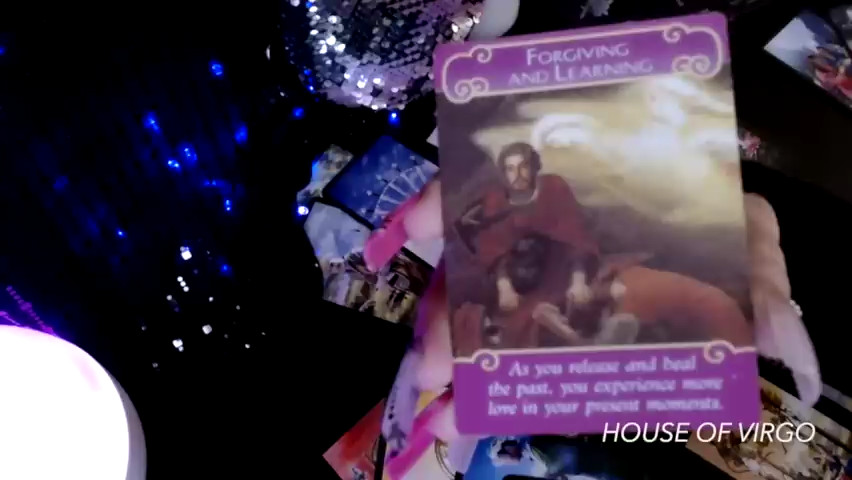 FORGIVING
AND LEARNING
As you release and heal
the past, you experience more
love in your present moments.
HOUSE OF VIRGO